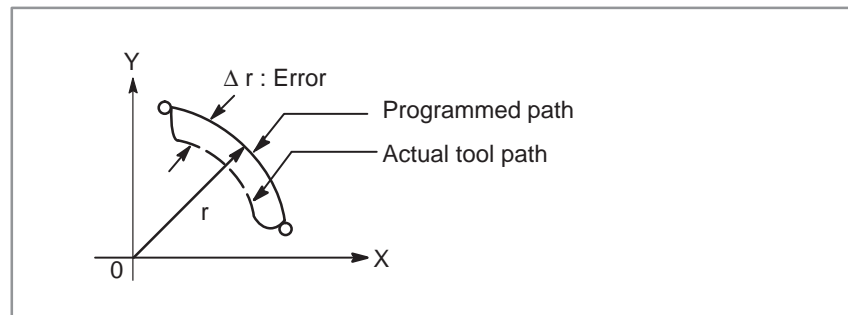 Y
Δ r : Error
Programmed path
Actual tool path
r
X
0